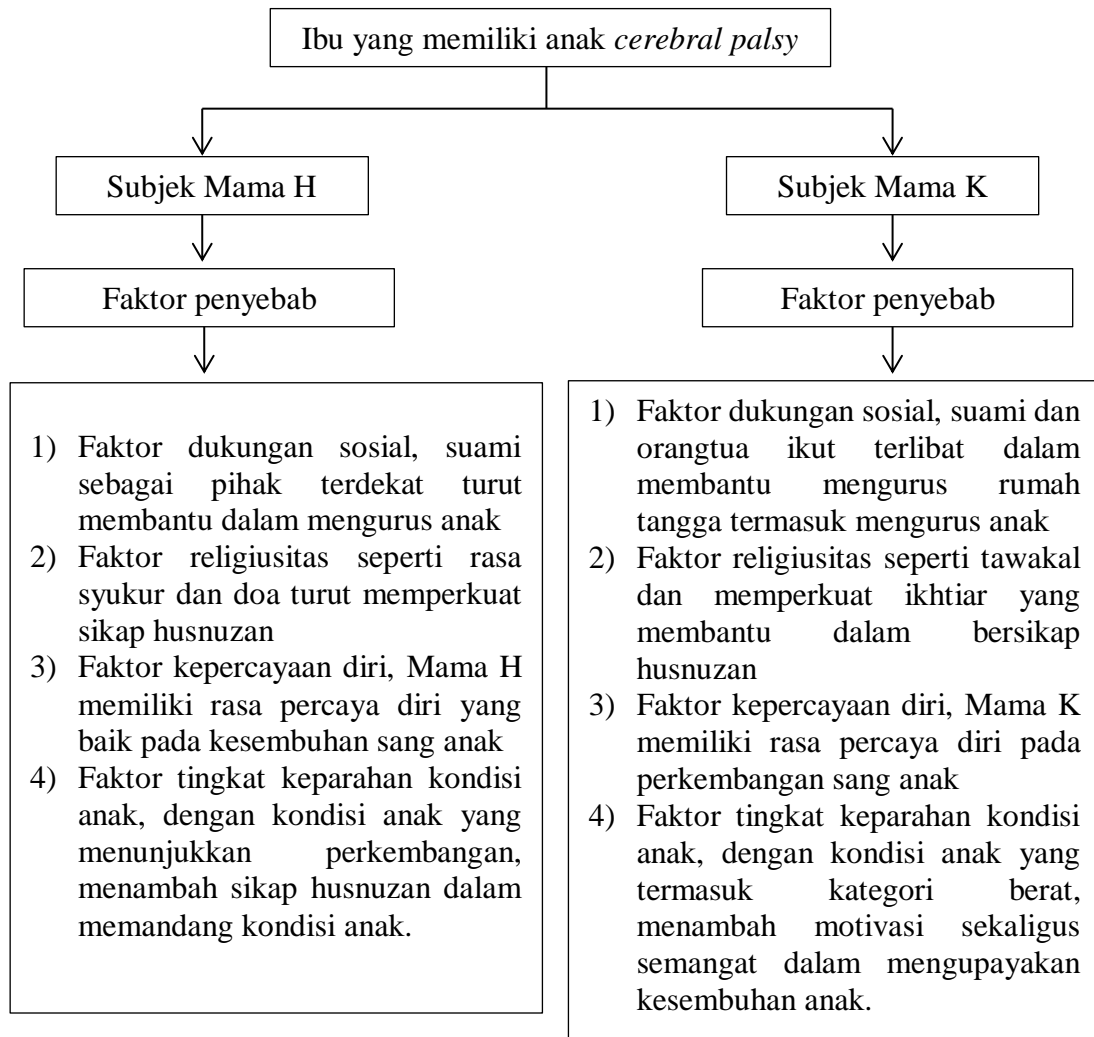 Ibu yang memiliki anak cerebral palsy
Subjek Mama H
Subjek Mama K
Faktor penyebab
Faktor penyebab
1) Faktor dukungan sosial, suami
sebagai pihak terdekat turut
membantu dalam mengurus anak
2) Faktor religiusitas seperti rasa
syukur dan doa turut memperkuat
sikap husnuzan
3) Faktor kepercayaan diri, Mama H
memiliki rasa percaya diri yang
baik pada kesembuhan sang anak
4) Faktor tingkat keparahan kondisi
anak, dengan kondisi anak yang
menunjukkan perkembangan,
menambah sikap husnuzan dalam
memandang kondisi anak.
1) Faktor dukungan sosial, suami dan
orangtua ikut terlibat dalam
membantu mengurus rumah
tangga termasuk mengurus anak
2) Faktor religiusitas seperti tawakal
dan memperkuat ikhtiar yang
membantu dalam bersikap
husnuzan
3) Faktor kepercayaan diri, Mama K
memiliki rasa percaya diri pada
perkembangan sang anak
4) Faktor tingkat keparahan kondisi
anak, dengan kondisi anak yang
termasuk kategori berat,
menambah motivasi sekaligus
semangat dalam mengupayakan
kesembuhan anak.